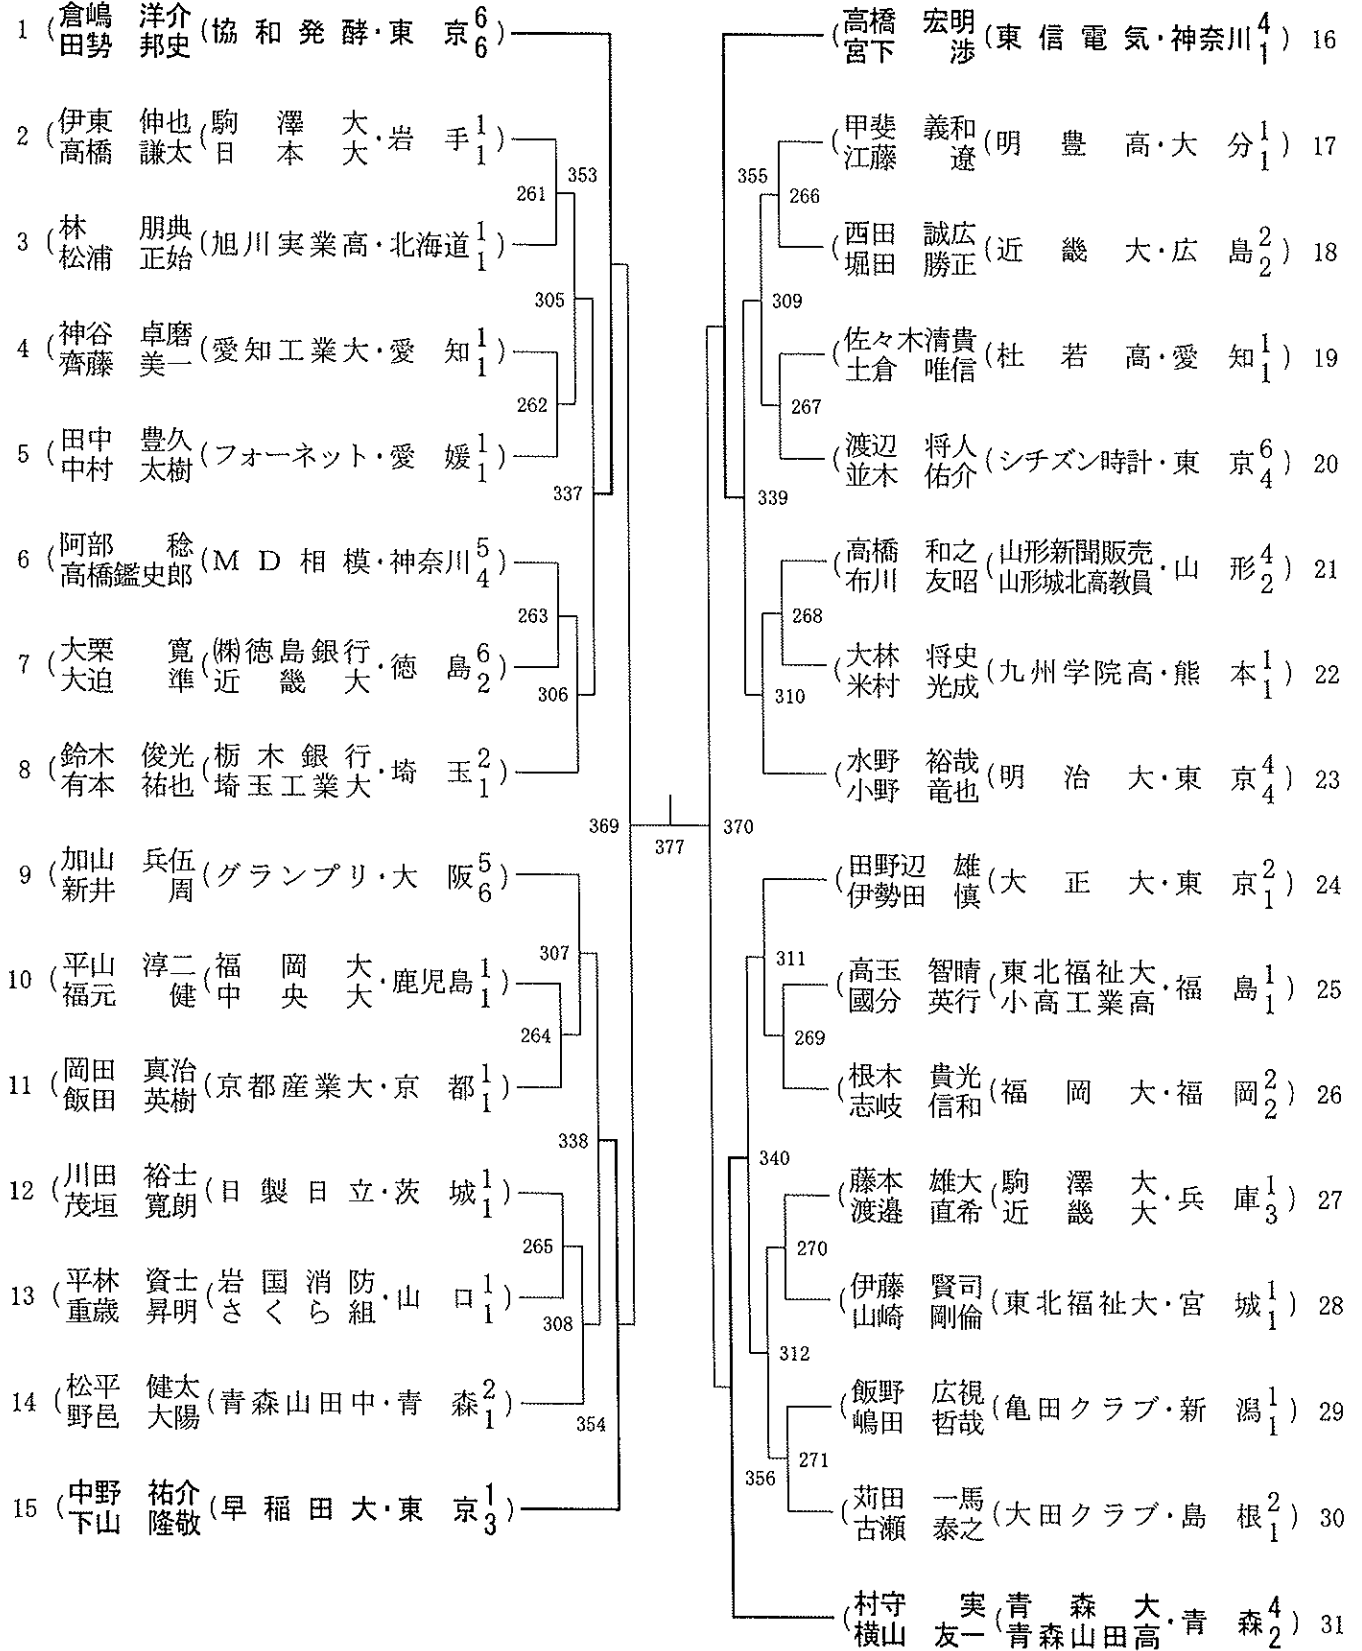 1 (倉嶋 洋介 (協和発酵・東 京 6)
田勢 邦史 6
2 (伊東 伸也 (駒 澤 大・岩 手 1)
高橋 謙太 日 本 大 1
353
261
3 (林 朋典 (旭川実業高・北海道 1)
松浦 正始 1
305
4 (神谷 卓磨 (愛知工業大・愛 知 1)
齊藤 美一 1
262
5 (田中 豊久 (フォーネット・愛 媛 1)
中村 太樹 1
337
6 (阿部 稔 (MD相模・神奈川 5)
高橋鑑史郎 4
263
7 (大栗 寛 (㈱徳島銀行・徳 島 6)
大迫 準 近 畿 大 2
306
8 (鈴木 俊光 (栃木銀行・埼 玉 2)
有本 祐也 埼玉工業大 1
369
377
9 (加山 兵伍 (グランプリ・大 阪 5)
新井 周 6
307
10 (平山 淳二 (福 岡 大・鹿児島 1)
福元 健 中 央 大 1
264
11 (岡田 真治 (京都産業大・京 都 1)
飯田 英樹 1
338
12 (川田 裕士 (日製日立・茨 城 1)
茂垣 寛朗 1
265
13 (平林 資士 (岩国消防・山 口 1)
重歳 昇明 さくら組 1
308
14 (松平 健太 (青森山田中・青 森 2)
野邑 大陽 1
354
15 (中野 祐介 (早稲田大・東 京 1)
下山 隆敬 3
(高橋 宏明 (東信電気・神奈川 4) 16
宮下 渉 1
(甲斐 義和 (明 豊 高・大 分 1) 17
江藤 遼 1
355
266
(西田 誠広 (近 畿 大・広 島 2) 18
堀田 勝正 2
309
(佐々木清貴 (杜 若 高・愛 知 1) 19
土倉 唯信 1
267
(渡辺 将人 (シチズン時計・東 京 6) 20
並木 佑介 4
339
(高橋 和之 (山形新聞販売・山 形 4) 21
布川 友昭 山形城北高教員 2
268
(大林 将史 (九州学院高・熊 本 1) 22
米村 光成 1
310
(水野 裕哉 (明 治 大・東 京 4) 23
小野 竜也 4
370
(田野辺 雄 (大 正 大・東 京 2) 24
伊勢田 慎 1
311
(高玉 智晴 (東北福祉大・福 島 1) 25
國分 英行 小高工業高 1
269
(根木 貴光 (福 岡 大・福 岡 2) 26
志岐 信和 2
340
(藤本 雄大 (駒 澤 大・兵 庫 1) 27
渡邉 直希 近 畿 大 3
270
(伊藤 賢司 (東北福祉大・宮 城 1) 28
山崎 剛倫 1
312
(飯野 広視 (亀田クラブ・新 潟 1) 29
嶋田 哲哉 1
356
271
(苅田 一馬 (大田クラブ・島 根 2) 30
古瀬 泰之 1
(村守 実 (青 森 大・青 森 4) 31
横山 友一 青森山田高 2